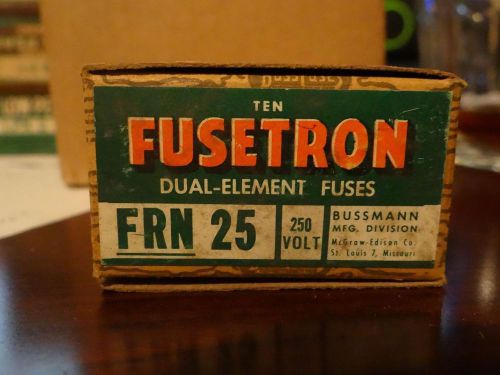 BUSSFUSES
TEN
FUSETRON
DUAL-ELEMENT FUSES
FRN 25
250
VOLT
BUSSMANN
MFG. DIVISION
McGraw-Edison Co.
St. Louis 7, Missouri